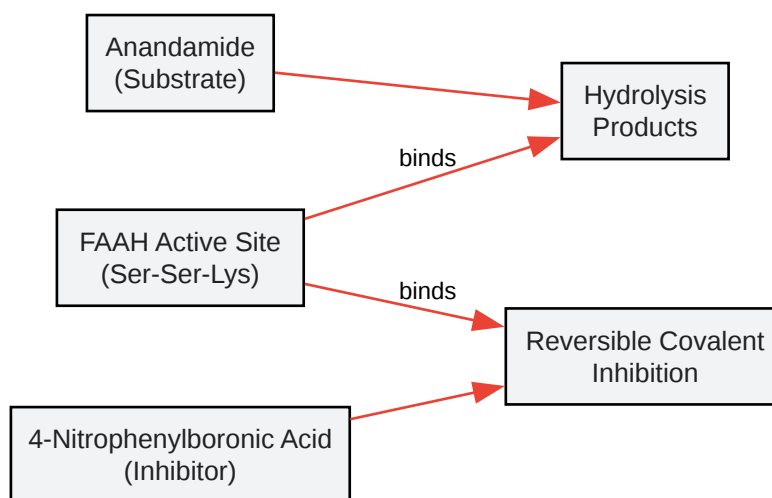 Anandamide
(Substrate)
Hydrolysis
Products
binds
FAAH Active Site
(Ser-Ser-Lys)
binds
Reversible Covalent
Inhibition
4-Nitrophenylboronic Acid
(Inhibitor)